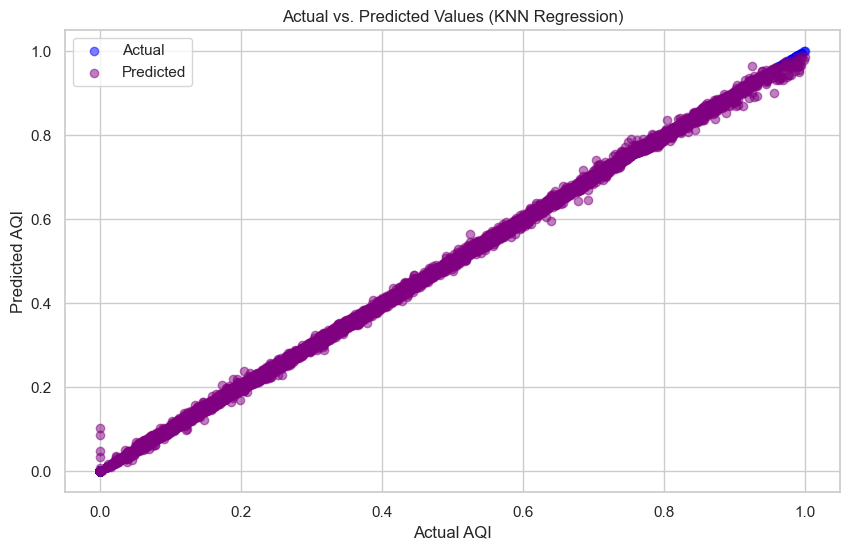 Actual vs. Predicted Values (KNN Regression)
Actual
Predicted
Predicted AQI
1.0
0.8
0.6
0.4
0.2
0.0
0.0 0.2 0.4 0.6 0.8 1.0
Actual AQI